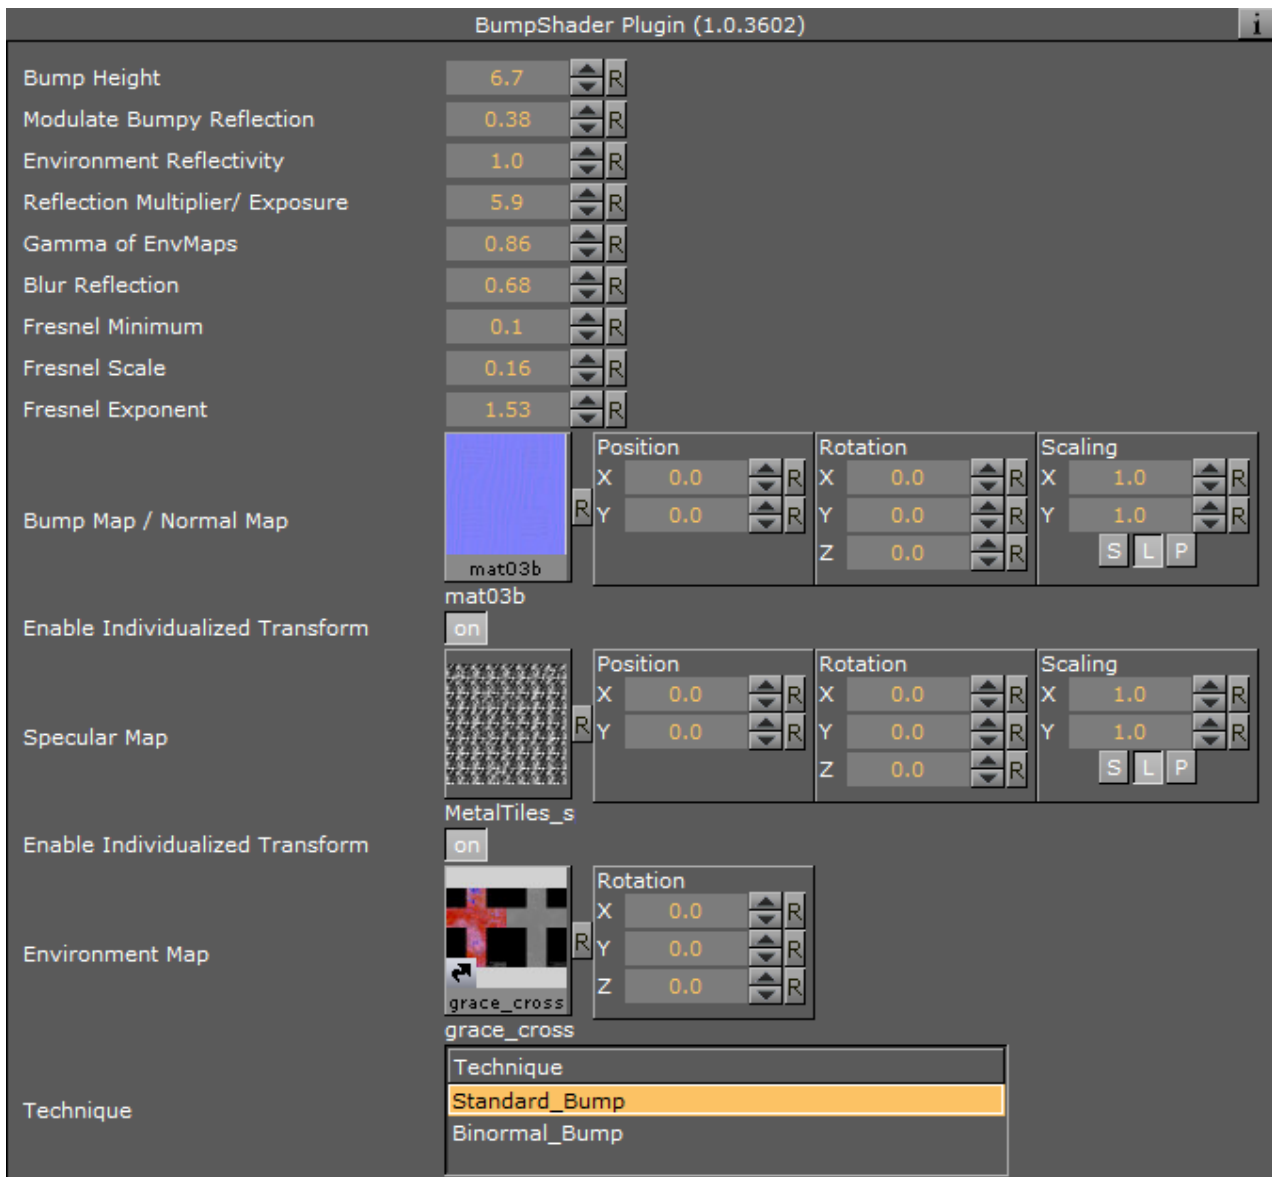 BumpShader Plugin (1.0.3602) i
Bump Height 6.7 R
Modulate Bumpy Reflection 0.38 R
Environment Reflectivity 1.0 R
Reflection Multiplier/ Exposure 5.9 R
Gamma of EnvMaps 0.86 R
Blur Reflection 0.68 R
Fresnel Minimum 0.1 R
Fresnel Scale 0.16 R
Fresnel Exponent 1.53 R
Position Rotation Scaling
X 0.0 R X 0.0 R X 1.0 R
Bump Map / Normal Map R Y 0.0 R Y 0.0 R Y 1.0 R
mat03b Z 0.0 R S L P
mat03b
Enable Individualized Transform on
Position Rotation Scaling
X 0.0 R X 0.0 R X 1.0 R
Specular Map R Y 0.0 R Y 0.0 R Y 1.0 R
Z 0.0 R S L P
MetalTiles_s
Enable Individualized Transform on
Rotation
X 0.0 R
Environment Map R Y 0.0 R
grace_cross Z 0.0 R
grace_cross
Technique
Technique Standard_Bump
Binormal_Bump